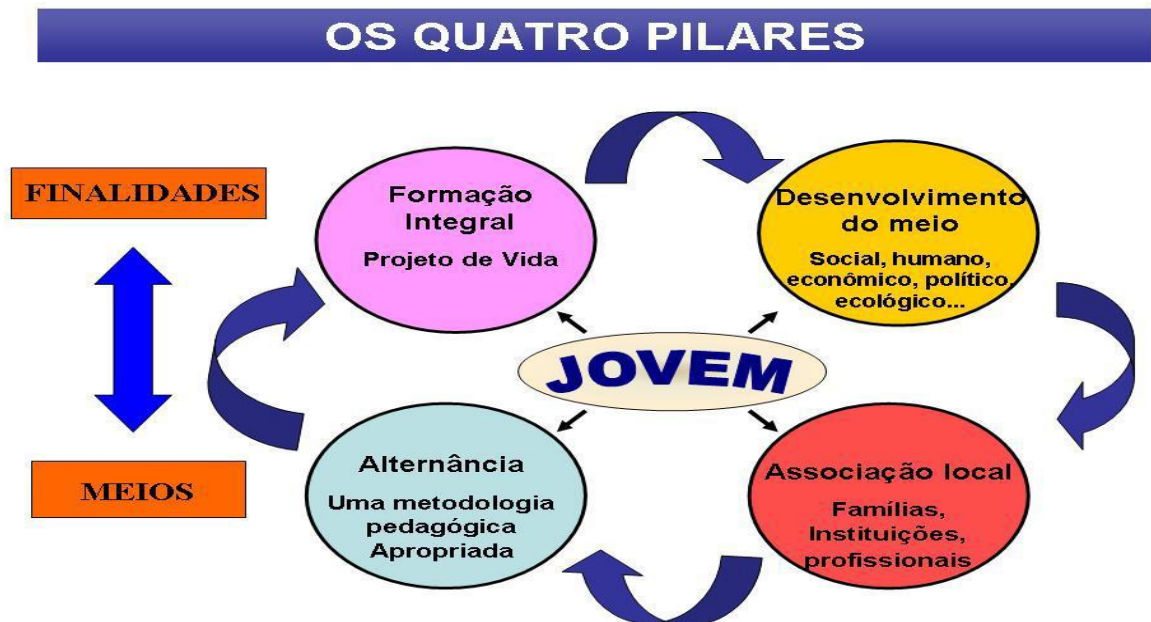 OS QUATRO PILARES
FINALIDADES
Formação
Integral
Projeto de Vida
Desenvolvimento
do meio
Social, humano,
econômico, político,
ecológico...
JOVEM
MEIOS
Alternância
Uma metodologia
pedagógica
Apropriada
Associação local
Famílias,
Instituições,
profissionais